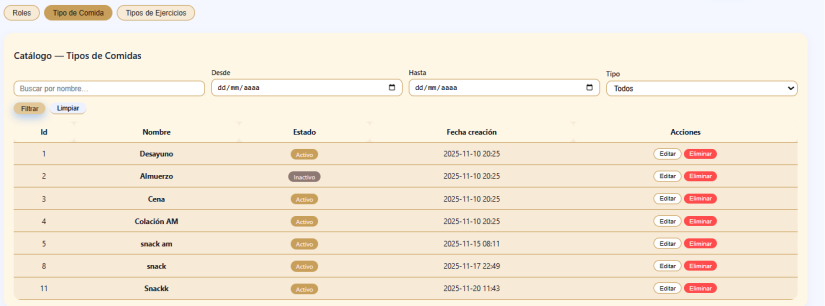 Roles Tipo de Comida Tipos de Ejercicios
Catálogo — Tipos de Comidas
Desde Hasta Tipo
Buscar por nombre... dd/mm/aaaa dd/mm/aaaa Todos
Filtrar Limpiar
Id Nombre Estado Fecha creación Acciones
1 Desayuno Activo 2025-11-10 20:25 Editar Eliminar
2 Almuerzo Inactivo 2025-11-10 20:25 Editar Eliminar
3 Cena Activo 2025-11-10 20:25 Editar Eliminar
4 Colación AM Activo 2025-11-10 20:25 Editar Eliminar
5 snack am Activo 2025-11-15 08:11 Editar Eliminar
8 snack Activo 2025-11-17 22:49 Editar Eliminar
11 Snackk Activo 2025-11-20 11:43 Editar Eliminar